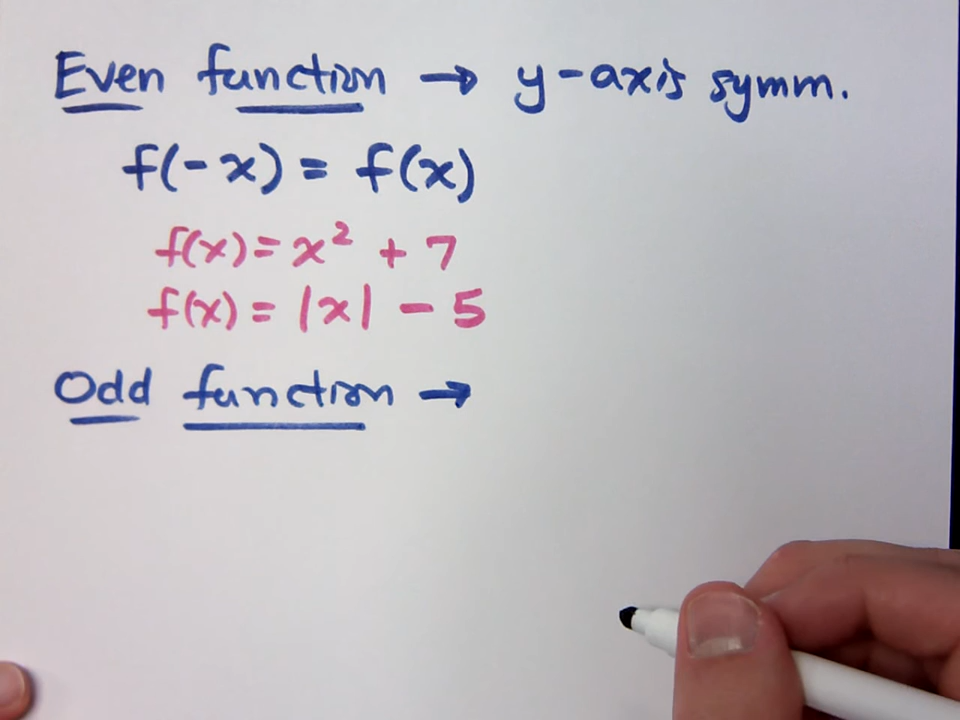 Even function → y-axis symm.
f(-x) = f(x)
f(x) = x² + 7
f(x) = |x| - 5
Odd function →